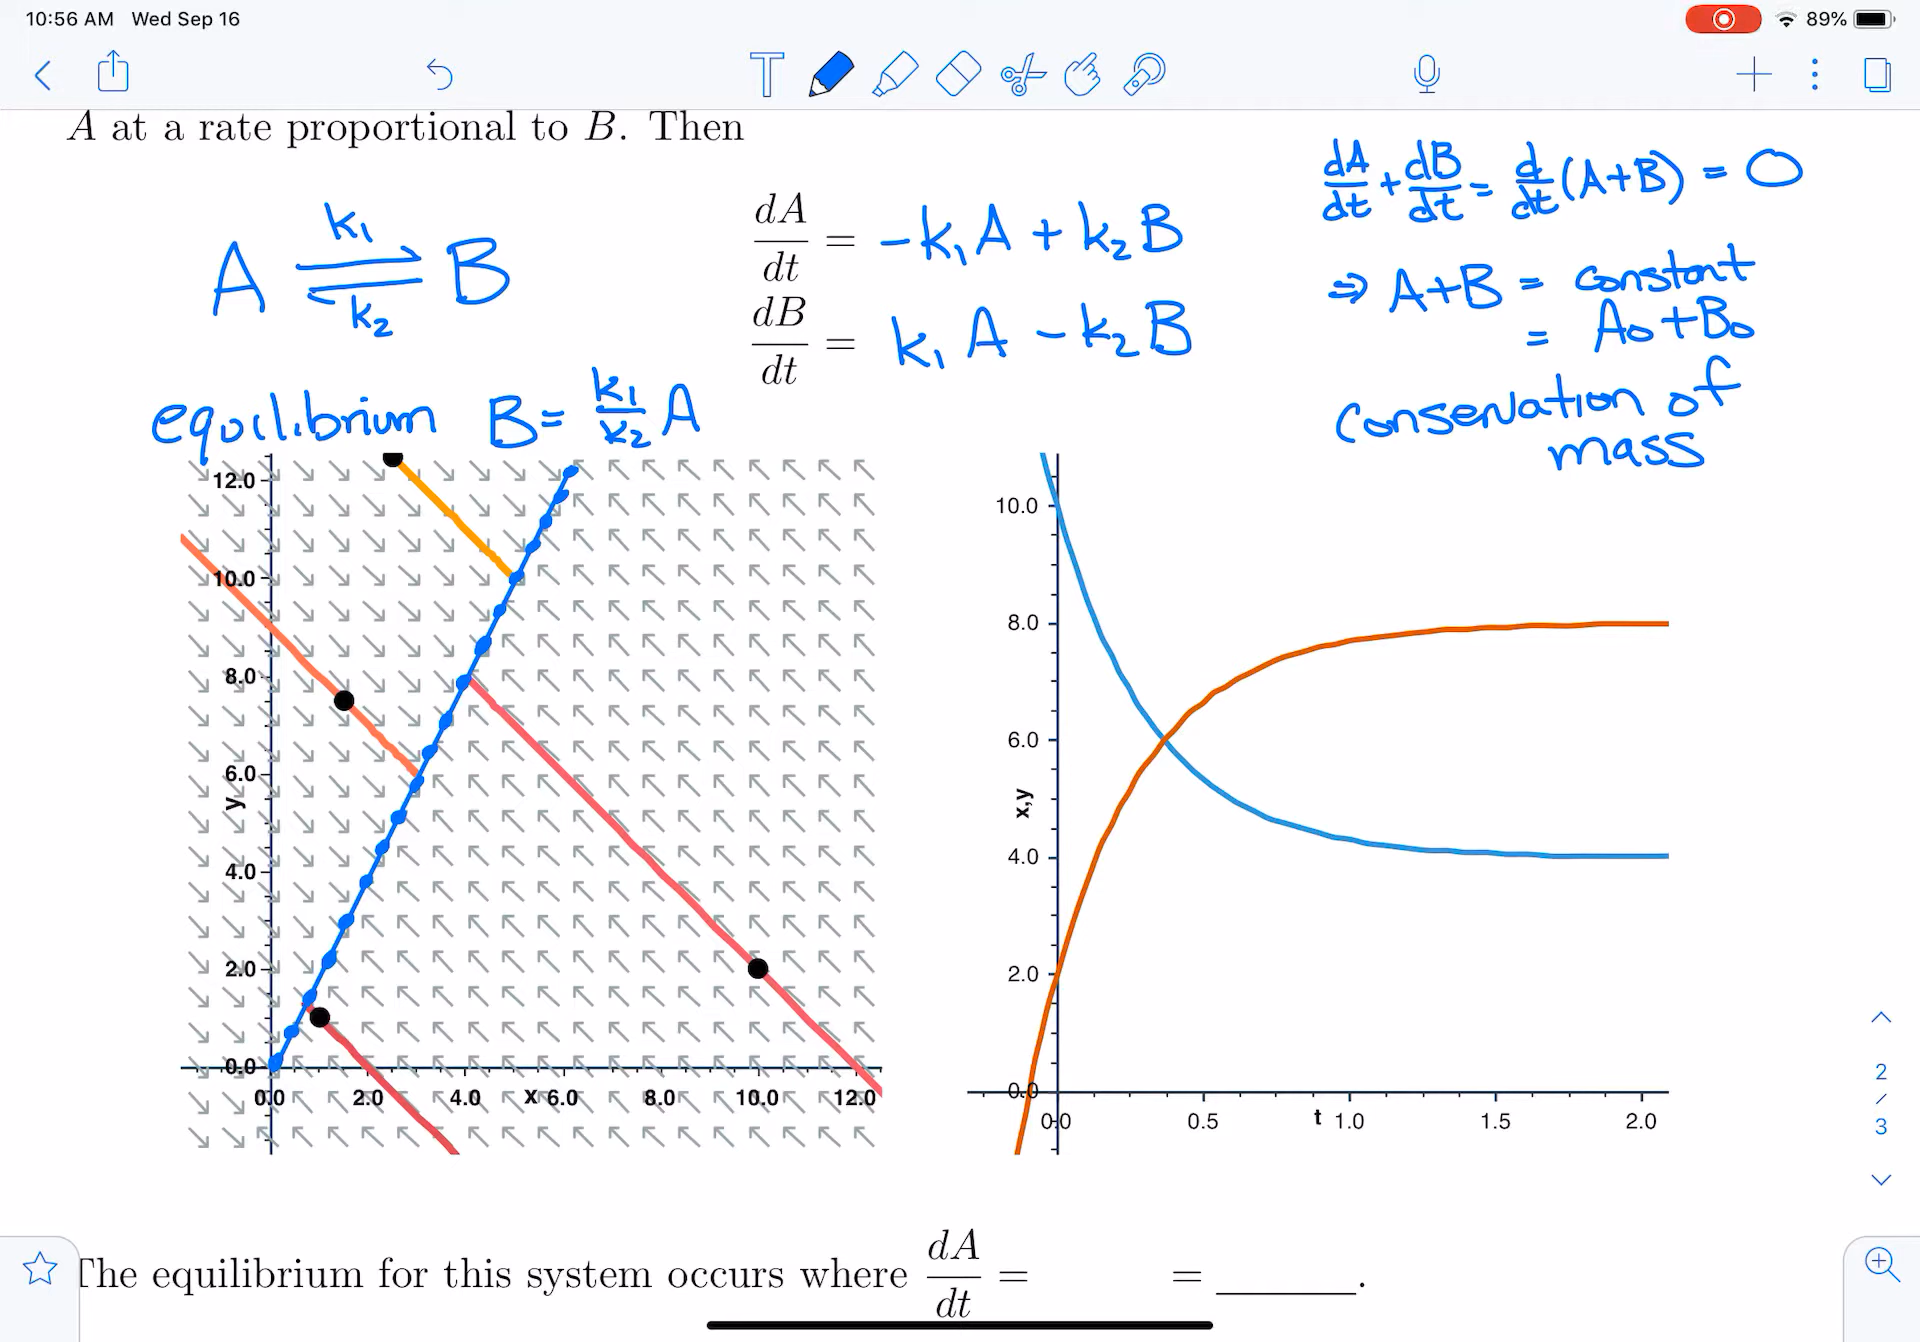 10:56 AM Wed Sep 16
89%
T
A at a rate proportional to B. Then
A k₁ ⇌ k₂ B
dA/dt = -k₁A + k₂B
dB/dt = k₁A - k₂B
dA/dt + dB/dt = d/dt (A+B) = 0
⇒ A+B = constant
= A₀+B₀
conservation of
mass
equilibrium B = k₁/k₂ A
12.0
10.0
8.0
6.0
y
4.0
2.0
0.0
0.0 2.0 4.0 x 6.0 8.0 10.0 12.0
10.0
8.0
6.0
x,y
4.0
2.0
0.0
0.0 0.5 t 1.0 1.5 2.0
2
/
3
The equilibrium for this system occurs where dA/dt = = ______.